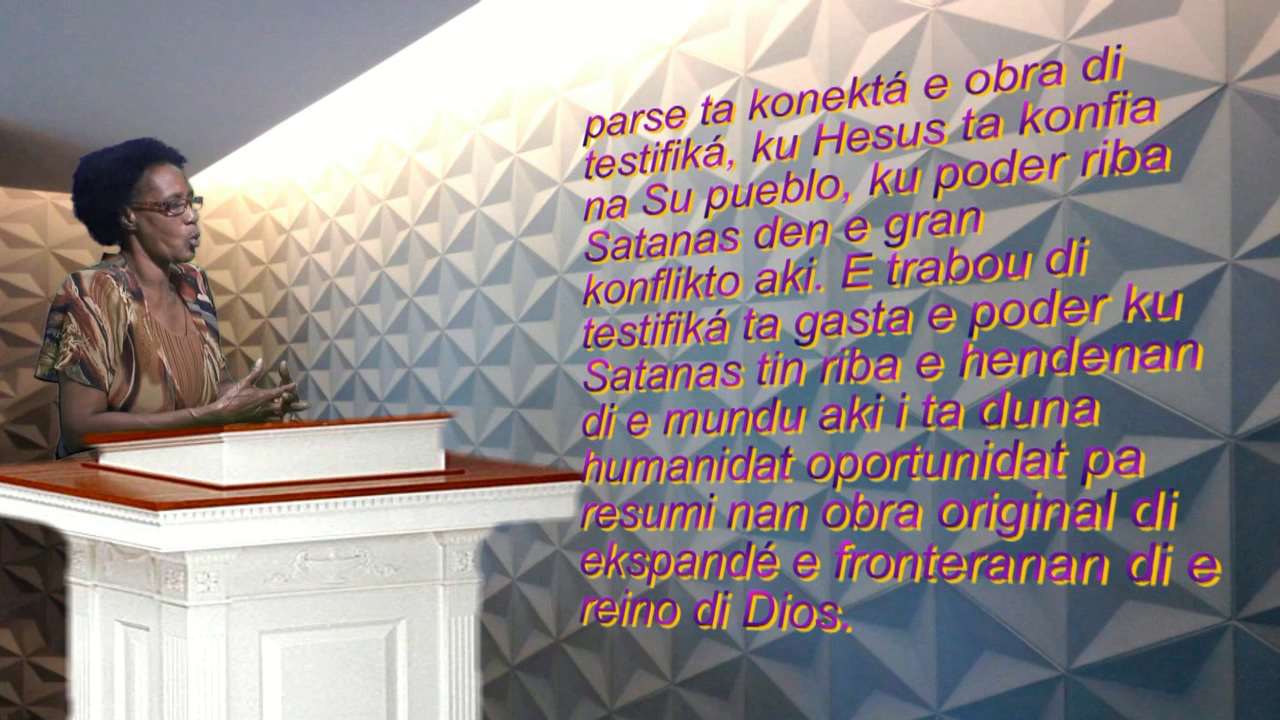 parse ta konektá e obra di
testifiká, ku Hesus ta konfia
na Su pueblo, ku poder riba
Satanas den e gran
konflikto aki. E trabou di
testifiká ta gasta e poder ku
Satanas tin riba e hendenan
di e mundu aki i ta duna
humanidat oportunidat pa
resumi nan obra original di
ekspandé e fronteranan di e
reino di Dios.